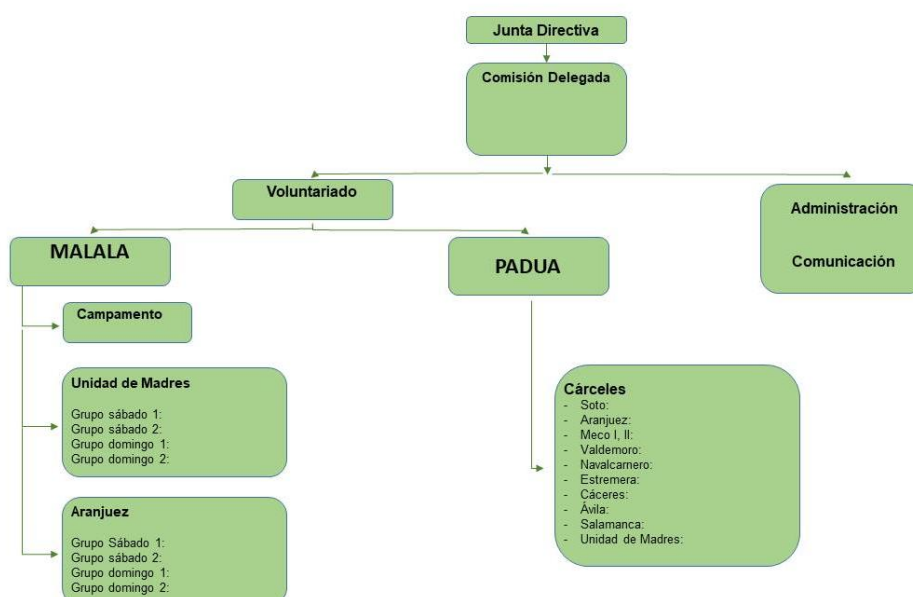 Junta Directiva
Comisión Delegada
Voluntariado
Administración
Comunicación
MALALA
PADUA
Campamento
Unidad de Madres
Grupo sábado 1:
Grupo sábado 2:
Grupo domingo 1:
Grupo domingo 2:
Aranjuez
Grupo Sábado 1:
Grupo sábado 2:
Grupo domingo 1:
Grupo domingo 2:
Cárceles
- Soto:
- Aranjuez:
- Meco I, II:
- Valdemoro:
- Navalcarnero:
- Estremera:
- Cáceres:
- Ávila:
- Salamanca:
- Unidad de Madres: